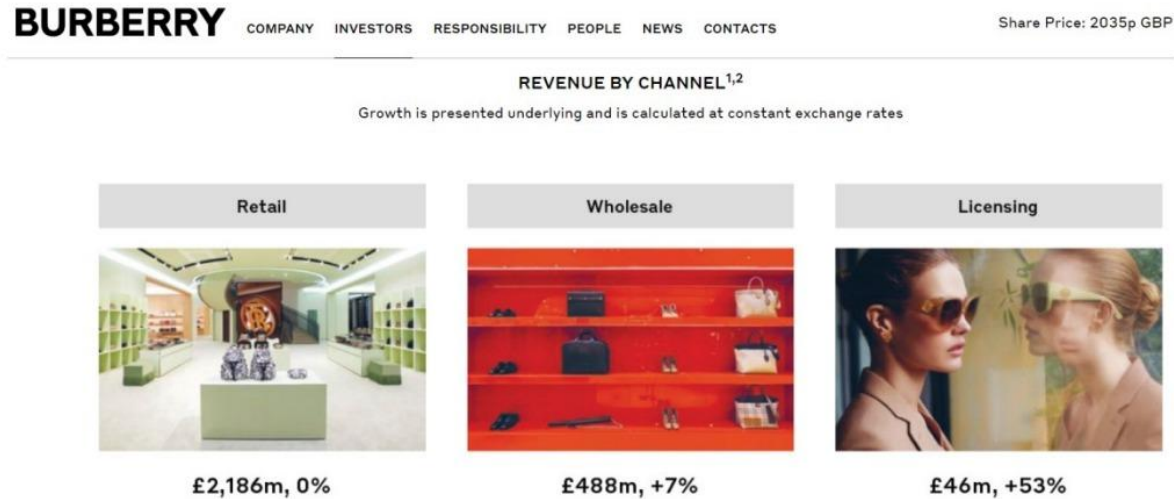 BURBERRY COMPANY INVESTORS RESPONSIBILITY PEOPLE NEWS CONTACTS Share Price: 2035p GBP
REVENUE BY CHANNEL1,2
Growth is presented underlying and is calculated at constant exchange rates
Retail Wholesale Licensing
£2,186m, 0% £488m, +7% £46m, +53%